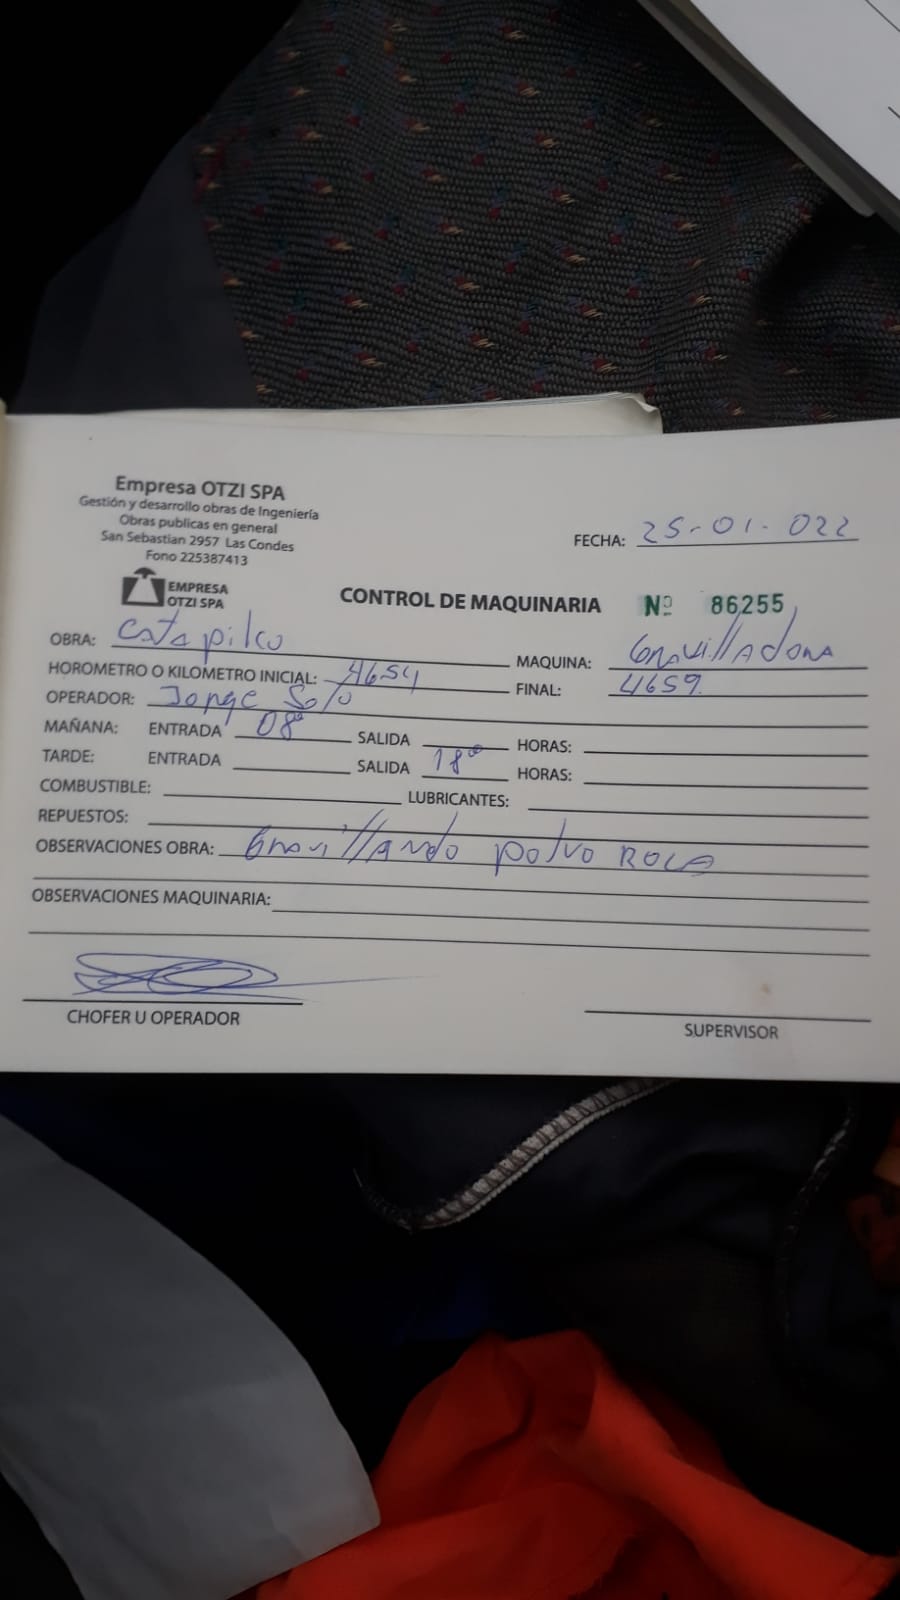 Empresa OTZI SPA
Gestión y desarrollo obras de Ingeniería
Obras publicas en general
San Sebastian 2957 Las Condes
Fono 225387413
EMPRESA
OTZI SPA
FECHA: 25-01-022
CONTROL DE MAQUINARIA Nº 86255
OBRA: Catapilco MAQUINA: Gravilladora
HOROMETRO O KILOMETRO INICIAL: 4654 FINAL: 4659
OPERADOR: Jorge Soto
MAÑANA: ENTRADA 08⁰⁰ SALIDA HORAS:
TARDE: ENTRADA SALIDA 18⁰⁰ HORAS:
COMBUSTIBLE: LUBRICANTES:
REPUESTOS:
OBSERVACIONES OBRA: Gravillando polvo ROCA
OBSERVACIONES MAQUINARIA:
CHOFER U OPERADOR SUPERVISOR